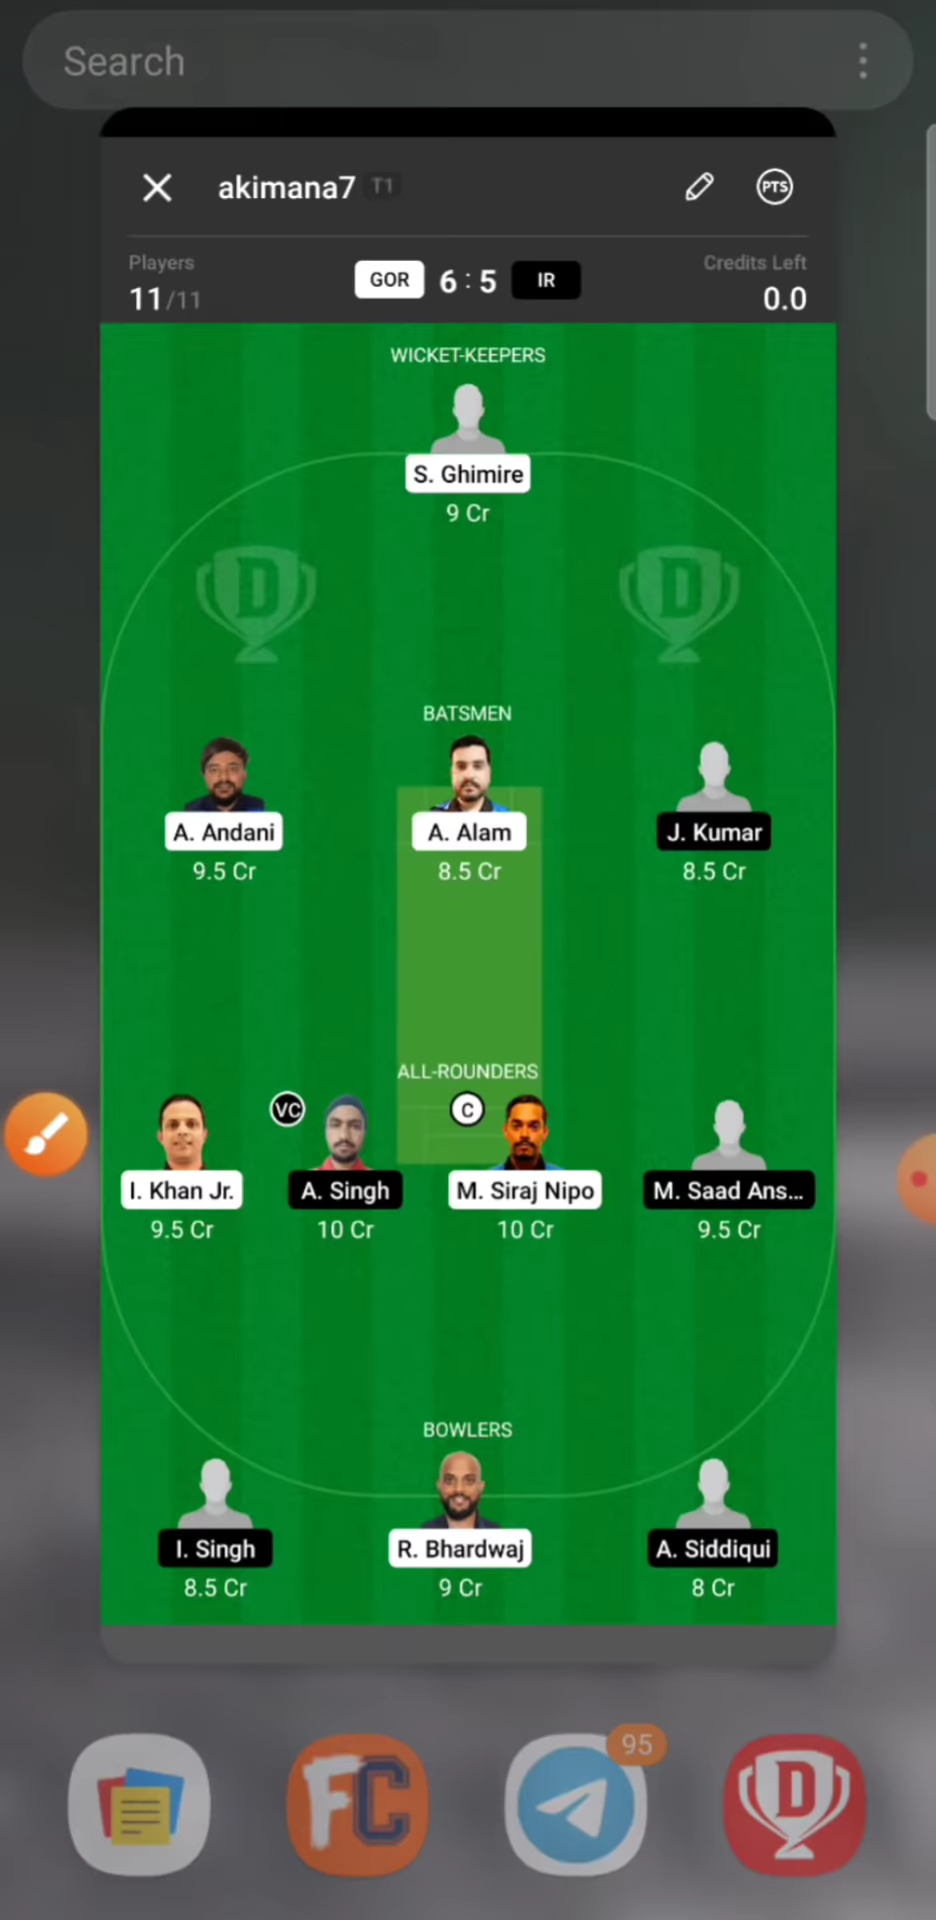 Search
akimana7 T1
PTS
Players
Credits Left
11/11
GOR 6 : 5 IR
0.0
WICKET-KEEPERS
S. Ghimire
9 Cr
D D
BATSMEN
A. Andani A. Alam J. Kumar
9.5 Cr 8.5 Cr 8.5 Cr
ALL-ROUNDERS
VC C
I. Khan Jr. A. Singh M. Siraj Nipo M. Saad Ans...
9.5 Cr 10 Cr 10 Cr 9.5 Cr
BOWLERS
I. Singh R. Bhardwaj A. Siddiqui
8.5 Cr 9 Cr 8 Cr
95
FC D